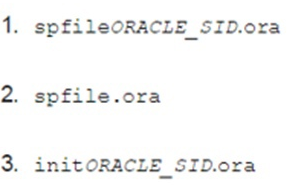 1. spfileORACLE_SID.ora
2. spfile.ora
3. initORACLE_SID.ora